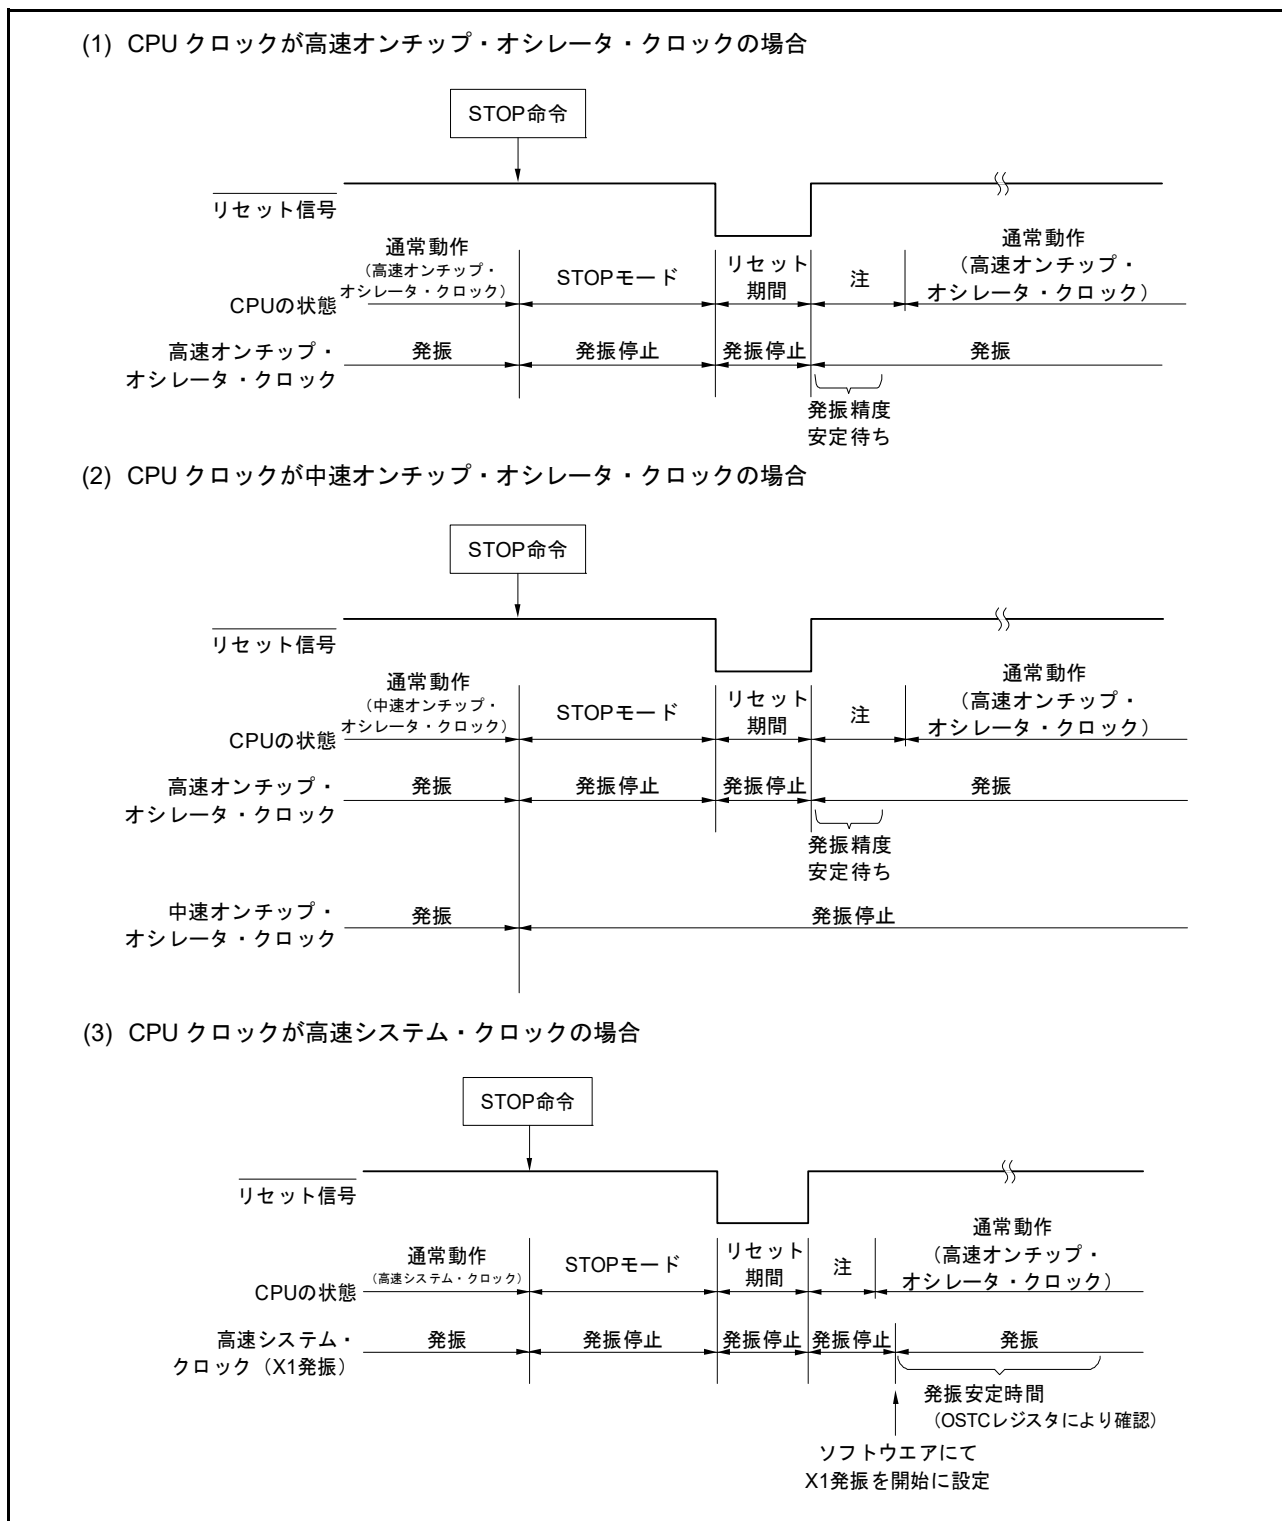 (1) CPU クロックが高速オンチップ・オシレータ・クロックの場合
STOP命令
リセット信号
通常動作
（高速オンチップ・
オシレータ・クロック）
STOPモード
リセット
期間
注
通常動作
（高速オンチップ・
オシレータ・クロック）
CPUの状態
高速オンチップ・
オシレータ・クロック
発振
発振停止
発振停止
発振
発振精度
安定待ち
(2) CPU クロックが中速オンチップ・オシレータ・クロックの場合
STOP命令
リセット信号
通常動作
（中速オンチップ・
オシレータ・クロック）
STOPモード
リセット
期間
注
通常動作
（高速オンチップ・
オシレータ・クロック）
CPUの状態
高速オンチップ・
オシレータ・クロック
発振
発振停止
発振停止
発振
発振精度
安定待ち
中速オンチップ・
オシレータ・クロック
発振
発振停止
(3) CPU クロックが高速システム・クロックの場合
STOP命令
リセット信号
通常動作
（高速システム・クロック）
STOPモード
リセット
期間
注
通常動作
（高速オンチップ・
オシレータ・クロック）
CPUの状態
高速システム・
クロック（X1発振）
発振
発振停止
発振停止
発振停止
発振
発振安定時間
（OSTCレジスタにより確認）
ソフトウエアにて
X1発振を開始に設定